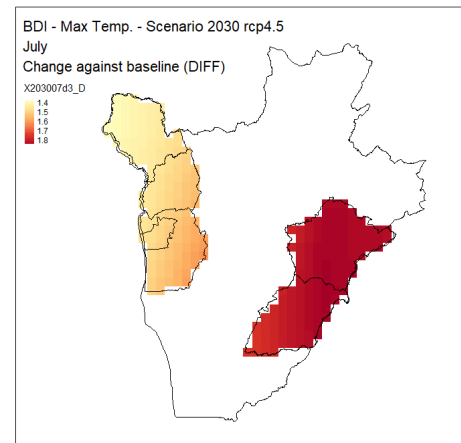 BDI - Max Temp. - Scenario 2030 rcp4.5
July
Change against baseline (DIFF)
X203007d3_D
1.4
1.5
1.6
1.7
1.8